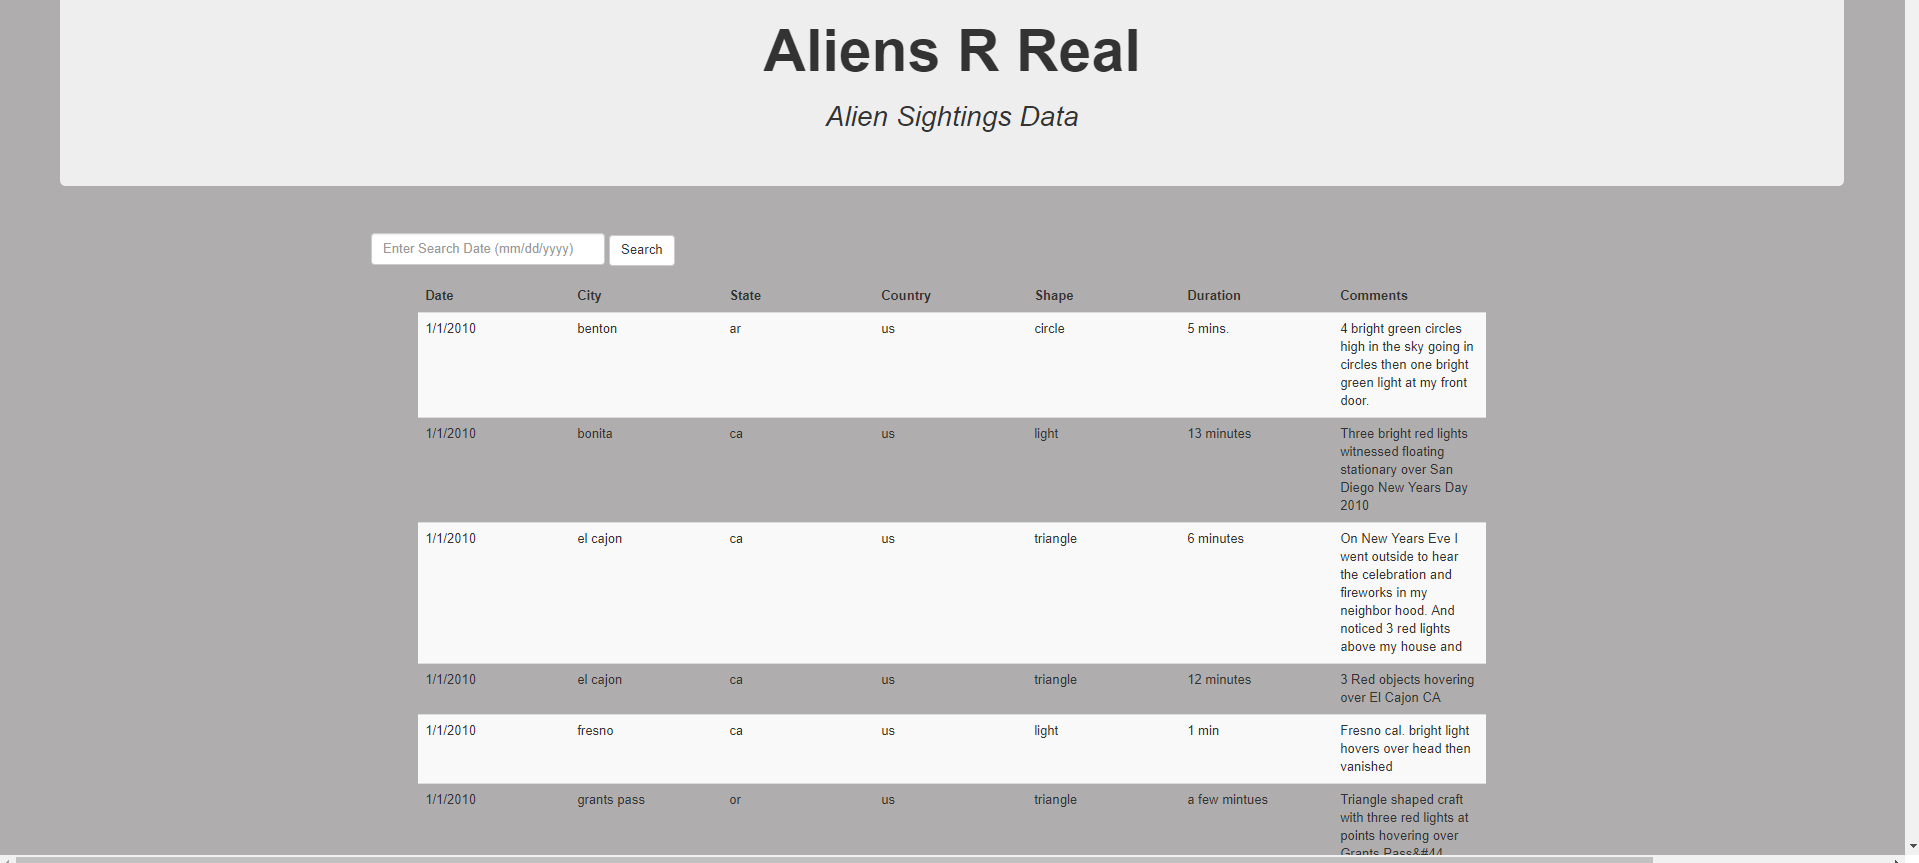 Aliens R Real
Alien Sightings Data
Enter Search Date (mm/dd/yyyy) Search
Date City State Country Shape Duration Comments
1/1/2010 benton ar us circle 5 mins. 4 bright green circles
high in the sky going in
circles then one bright
green light at my front
door.
1/1/2010 bonita ca us light 13 minutes Three bright red lights
witnessed floating
stationary over San
Diego New Years Day
2010
1/1/2010 el cajon ca us triangle 6 minutes On New Years Eve I
went outside to hear
the celebration and
fireworks in my
neighbor hood. And
noticed 3 red lights
above my house and
1/1/2010 el cajon ca us triangle 12 minutes 3 Red objects hovering
over El Cajon CA
1/1/2010 fresno ca us light 1 min Fresno cal. bright light
hovers over head then
vanished
1/1/2010 grants pass or us triangle a few mintues Triangle shaped craft
with three red lights at
points hovering over
Grants Pass&#44